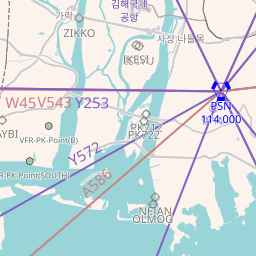 김해국제
공항
가락
ZIKKO
사상 나들목
IKESU
PSN
114.000
W45V543 Y253
PK712
PK722
AYBI
VFR-PK-Point(B)
Y572
A586
VFR-PK-Point(SOUTH)
OLMOG